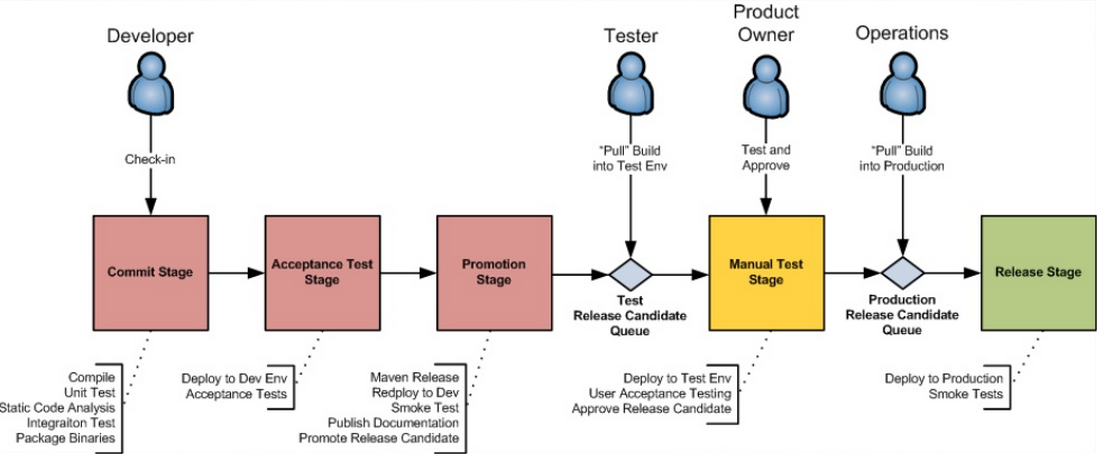 Developer
Tester
Product
Owner
Operations
Check-in
"Pull" Build
into Test Env
Test and
Approve
"Pull" Build
into Production
Commit Stage
Acceptance Test
Stage
Promotion
Stage
Test
Release Candidate
Queue
Manual Test
Stage
Production
Release Candidate
Queue
Release Stage
Compile
Unit Test
Static Code Analysis
Integraiton Test
Package Binaries
Deploy to Dev Env
Acceptance Tests
Maven Release
Redploy to Dev
Smoke Test
Publish Documentation
Promote Release Candidate
Deploy to Test Env
User Acceptance Testing
Approve Release Candidate
Deploy to Production
Smoke Tests